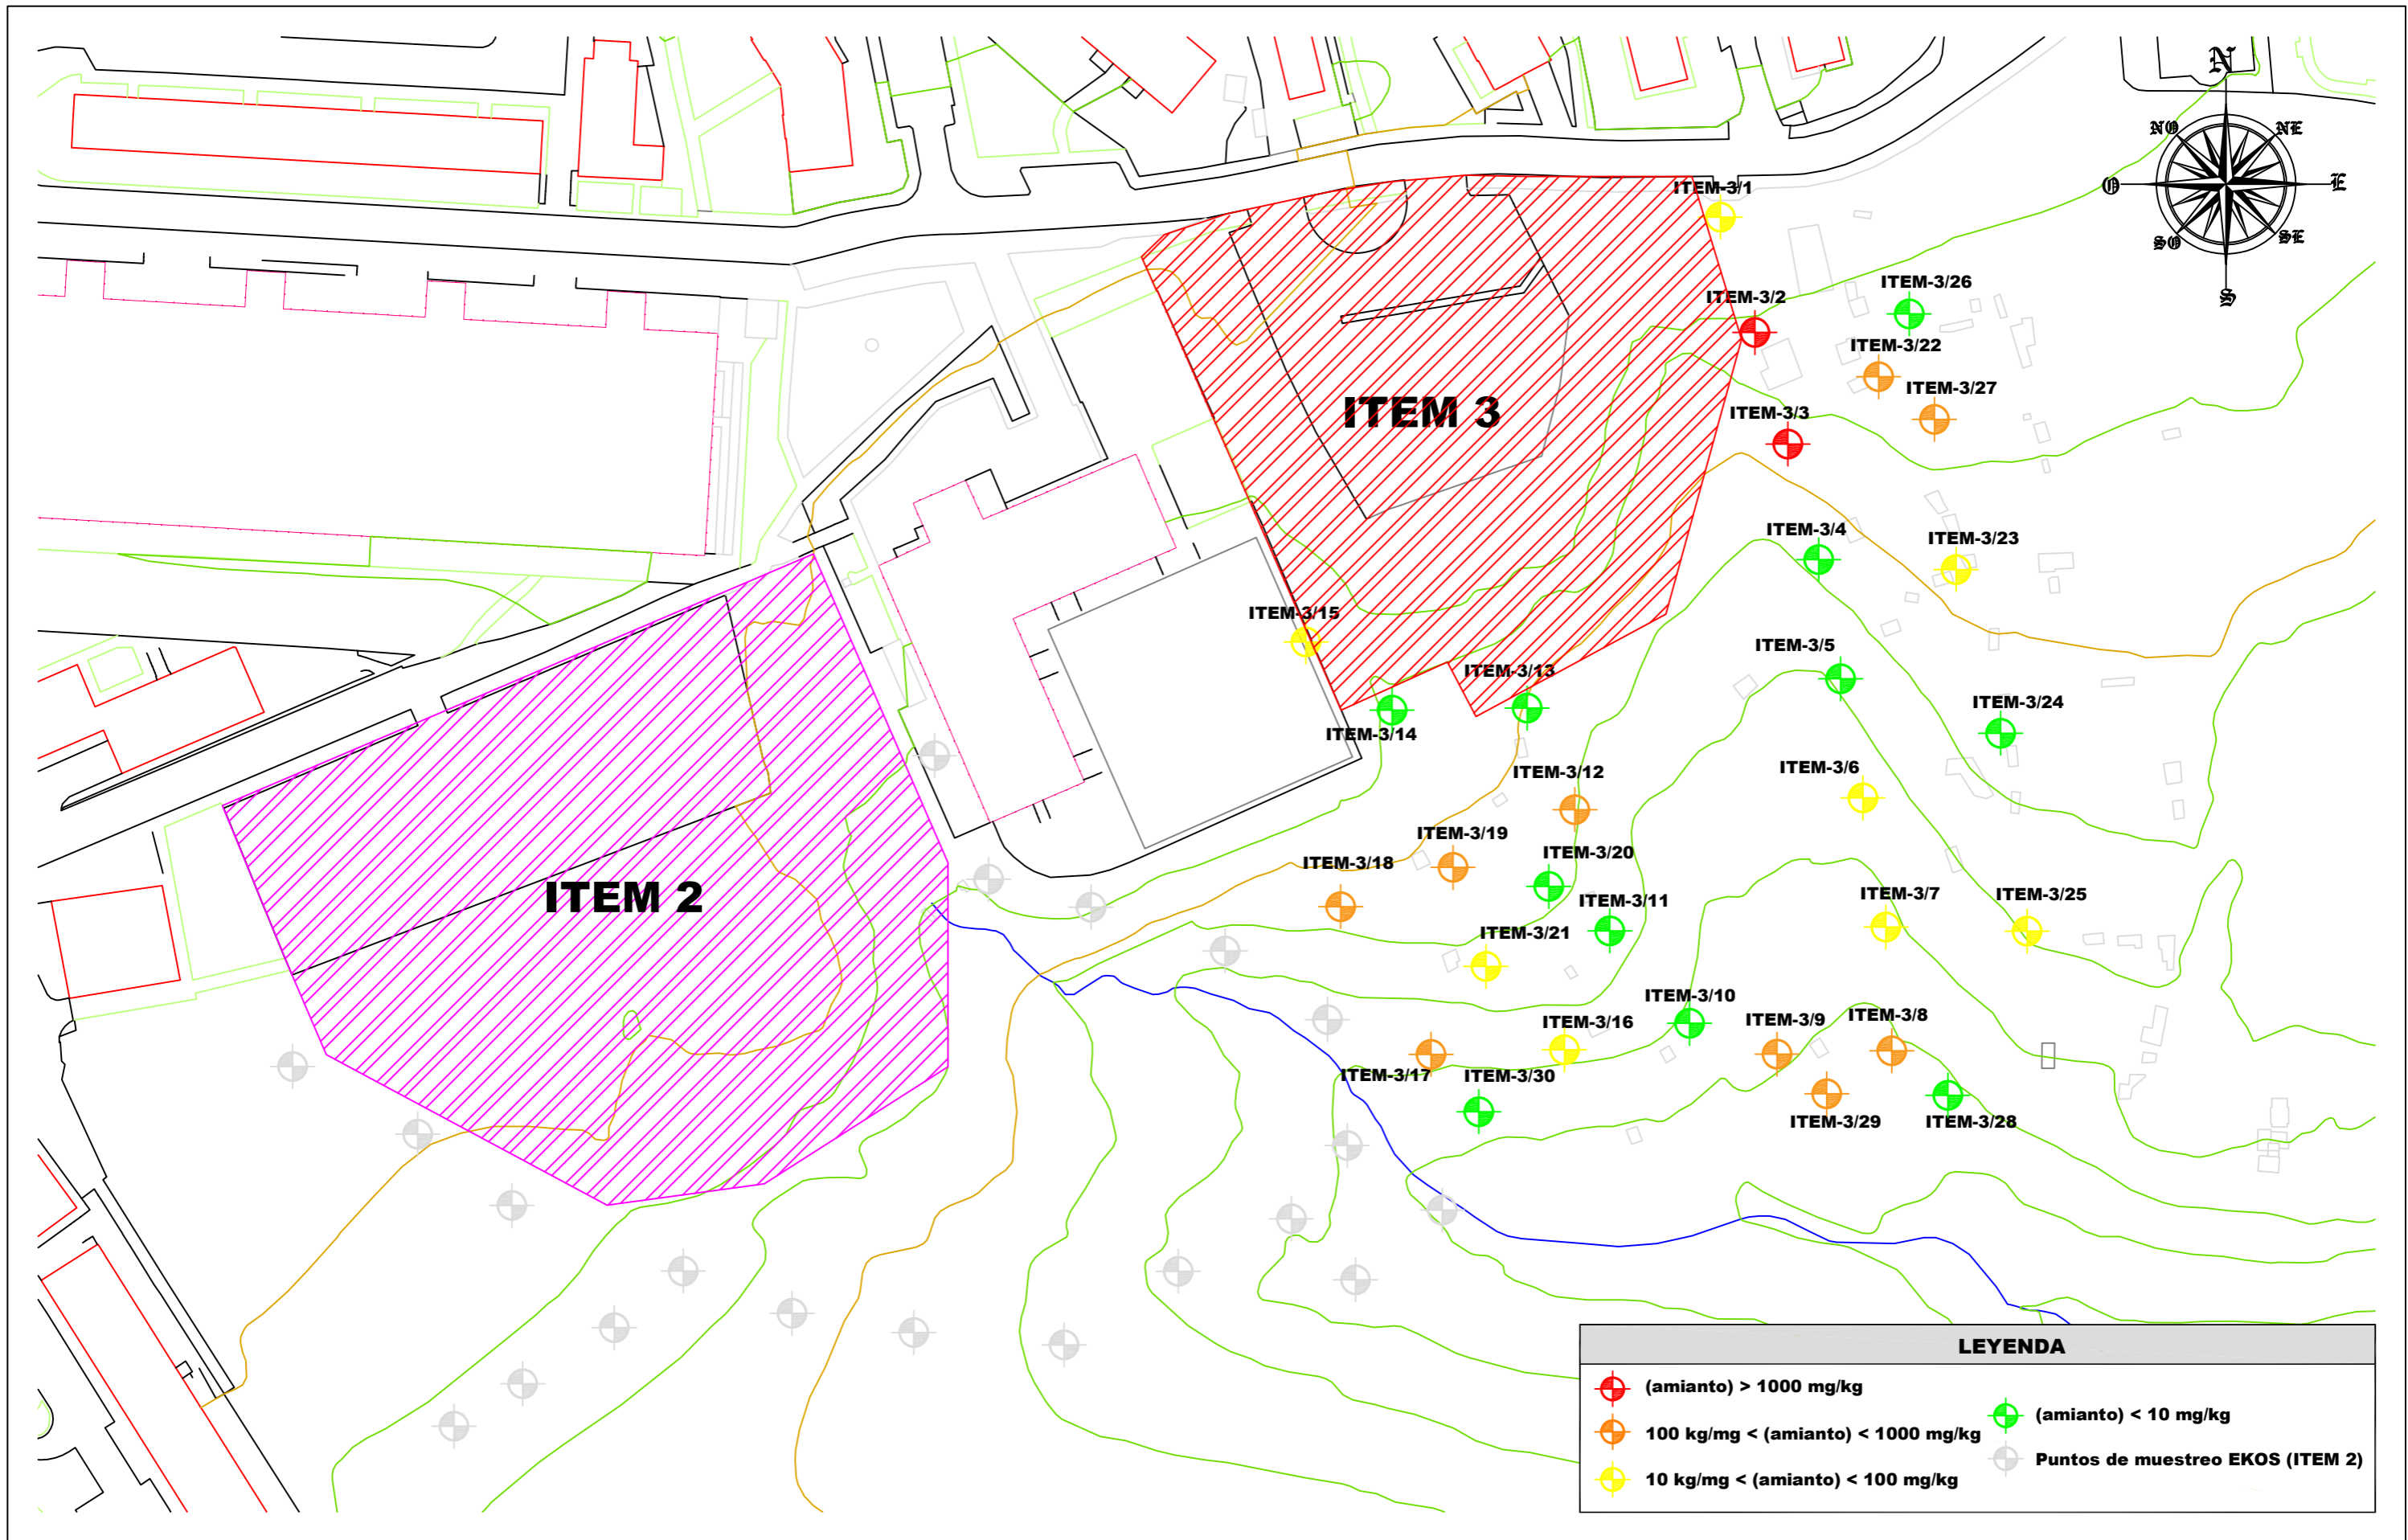 N
NO
NE
O
E
SO
SE
S
ITEM-3/1
ITEM-3/26
ITEM-3/2
ITEM-3/22
ITEM-3/27
ITEM 3
ITEM-3/3
ITEM-3/4
ITEM-3/23
ITEM-3/15
ITEM-3/5
ITEM-3/13
ITEM-3/24
ITEM-3/14
ITEM-3/6
ITEM-3/12
ITEM-3/19
ITEM-3/20
ITEM-3/18
ITEM 2
ITEM-3/11
ITEM-3/7
ITEM-3/25
ITEM-3/21
ITEM-3/10
ITEM-3/16
ITEM-3/9
ITEM-3/8
ITEM-3/17
ITEM-3/30
ITEM-3/29
ITEM-3/28
LEYENDA
(amianto) > 1000 mg/kg
100 kg/mg < (amianto) < 1000 mg/kg
10 kg/mg < (amianto) < 100 mg/kg
(amianto) < 10 mg/kg
Puntos de muestreo EKOS (ITEM 2)